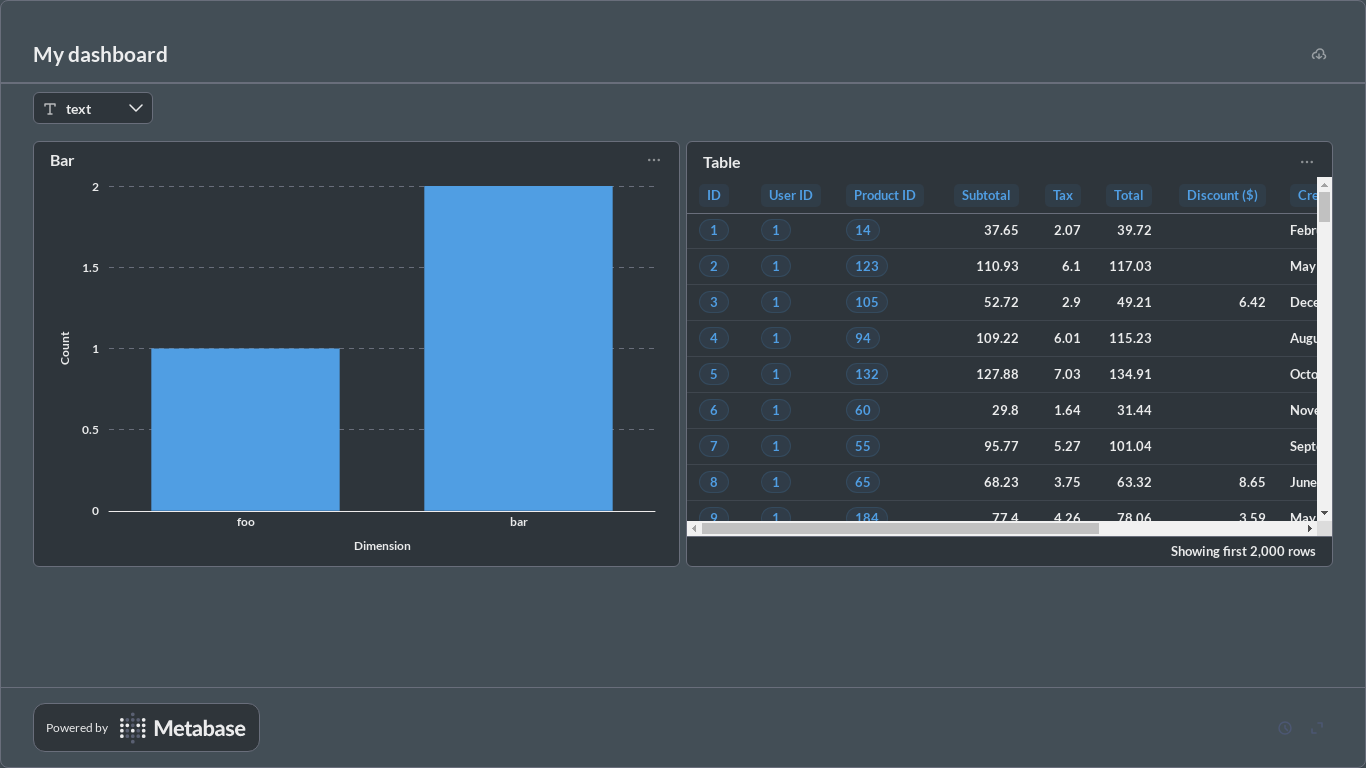 My dashboard
text
Bar
2
1.5
1
0.5
0
Count
foo
bar
Dimension
Table
ID User ID Product ID Subtotal Tax Total Discount ($) Cre
1 1 14 37.65 2.07 39.72 Febr
2 1 123 110.93 6.1 117.03 May
3 1 105 52.72 2.9 49.21 6.42 Dece
4 1 94 109.22 6.01 115.23 Augu
5 1 132 127.88 7.03 134.91 Octo
6 1 60 29.8 1.64 31.44 Nove
7 1 55 95.77 5.27 101.04 Septe
8 1 65 68.23 3.75 63.32 8.65 June
9 1 184 77.4 4.26 78.06 3.59 May
Showing first 2,000 rows
Powered by Metabase